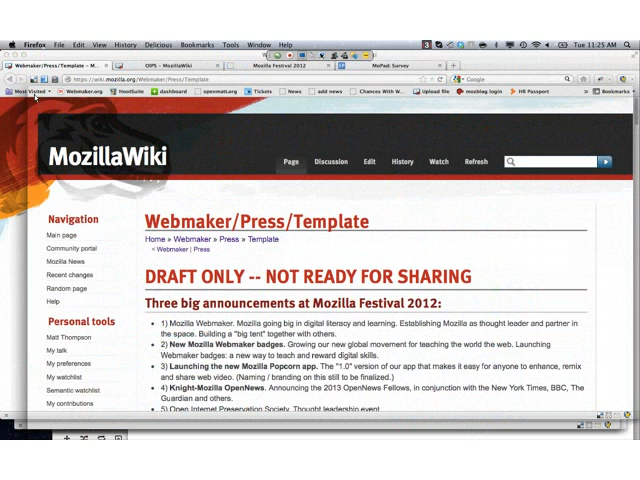 Firefox File Edit View History Develicious Bookmarks Tools Window Help
Tue 11:25 AM
Webmaker/Press/Template – M... OIPS - MozillaWiki Mozilla Festival 2012 MoPad: Survey
https://wiki.mozilla.org/Webmaker/Press/Template Google
Most Visited Webmaker.org HootSuite dashboard openmatt.org Tickets News add news Chances With W... Upload file mozblog login HR Passport Bookmarks
MozillaWiki
Page Discussion Edit History Watch Refresh
Navigation
Main page
Community portal
Mozilla News
Recent changes
Random page
Help
Personal tools
Matt Thompson
My talk
My preferences
My watchlist
Semantic watchlist
My contributions
Webmaker/Press/Template
Home » Webmaker » Press » Template
< Webmaker | Press
DRAFT ONLY -- NOT READY FOR SHARING
Three big announcements at Mozilla Festival 2012:
1) Mozilla Webmaker. Mozilla going big in digital literacy and learning. Establishing Mozilla as thought leader and partner in
the space. Building a "big tent" together with others.
2) New Mozilla Webmaker badges. Growing our new global movement for teaching the world the web. Launching
Webmaker badges: a new way to teach and reward digital skills.
3) Launching the new Mozilla Popcorn app. The "1.0" version of our app that makes it easy for anyone to enhance, remix
and share web video. (Naming / branding on this still to be finalized.)
4) Knight-Mozilla OpenNews. Announcing the 2013 OpenNews Fellows, in conjunction with the New York Times, BBC, The
Guardian and others.
5) Open Internet Preservation Society. Thought leadership event